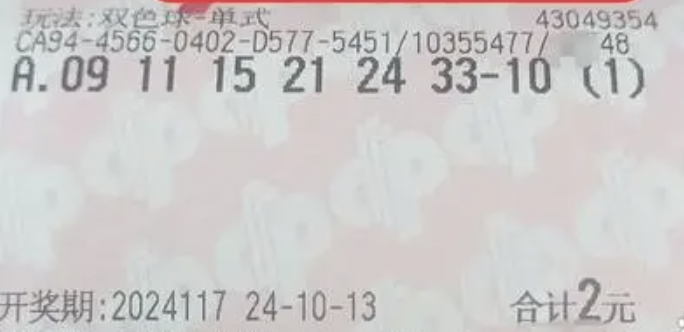 玩法:双色球-单式 43049354
CA94-4566-0402-D577-5451/10355477/ 48
A.09 11 15 21 24 33-10 (1)
开奖期:2024117 24-10-13 合计2元